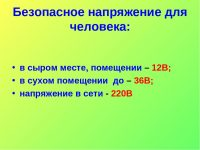 Безопасное напряжение для
человека:
• в сыром месте, помещении – 12В;
• в сухом помещении до – 36В;
• напряжение в сети - 220В